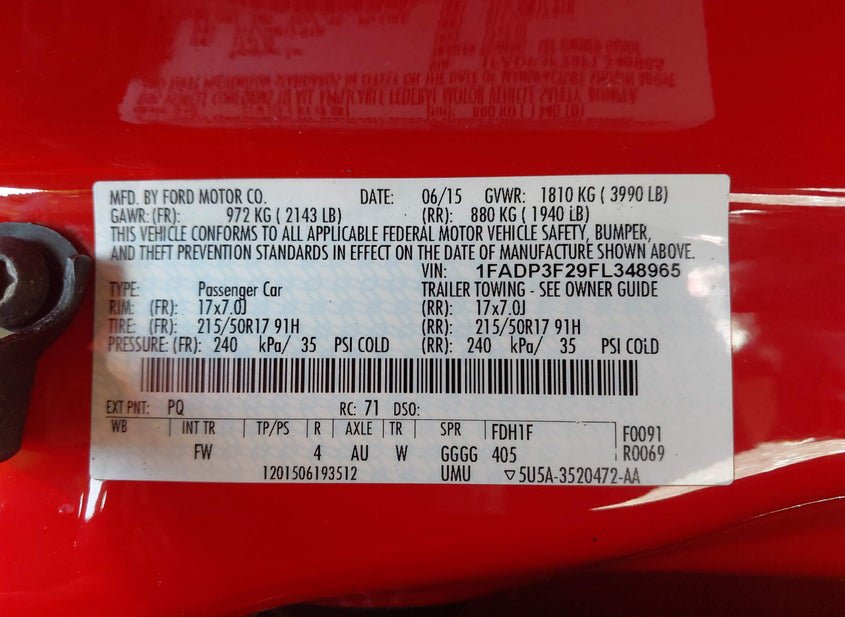 MFD. BY FORD MOTOR CO. DATE: 06/15 GVWR: 1810 KG ( 3990 LB)
GAWR:(FR): 972 KG ( 2143 LB) (RR): 880 KG ( 1940 LB)
THIS VEHICLE CONFORMS TO ALL APPLICABLE FEDERAL MOTOR VEHICLE SAFETY, BUMPER,
AND THEFT PREVENTION STANDARDS IN EFFECT ON THE DATE OF MANUFACTURE SHOWN ABOVE.
VIN: 1FADP3F29FL348965
TYPE: Passenger Car TRAILER TOWING - SEE OWNER GUIDE
RIM: (FR): 17x7.0J (RR): 17x7.0J
TIRE: (FR): 215/50R17 91H (RR): 215/50R17 91H
PRESSURE: (FR): 240 kPa/ 35 PSI COLD (RR): 240 kPa/ 35 PSI COLD
EXT PNT: PQ RC: 71 DSO:
WB INT TR TP/PS R AXLE TR SPR FDH1F F0091
FW 4 AU W GGGG 405 R0069
1201506193512 UMU ▽5U5A-3520472-AA